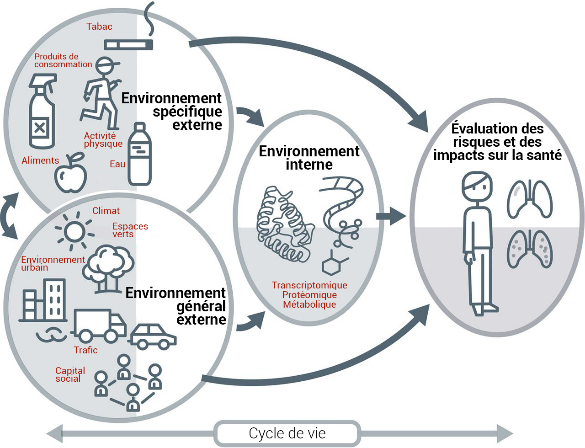 Tabac
Produits de
consommation
Environnement
spécifique
externe
Activité
physique
Aliments
Eau
Climat
Espaces
verts
Environnement
urbain
Environnement
général
externe
Trafic
Capital
social
Environnement
interne
Transcriptomique
Protéomique
Métabolique
Évaluation des
risques et des
impacts sur la santé
Cycle de vie